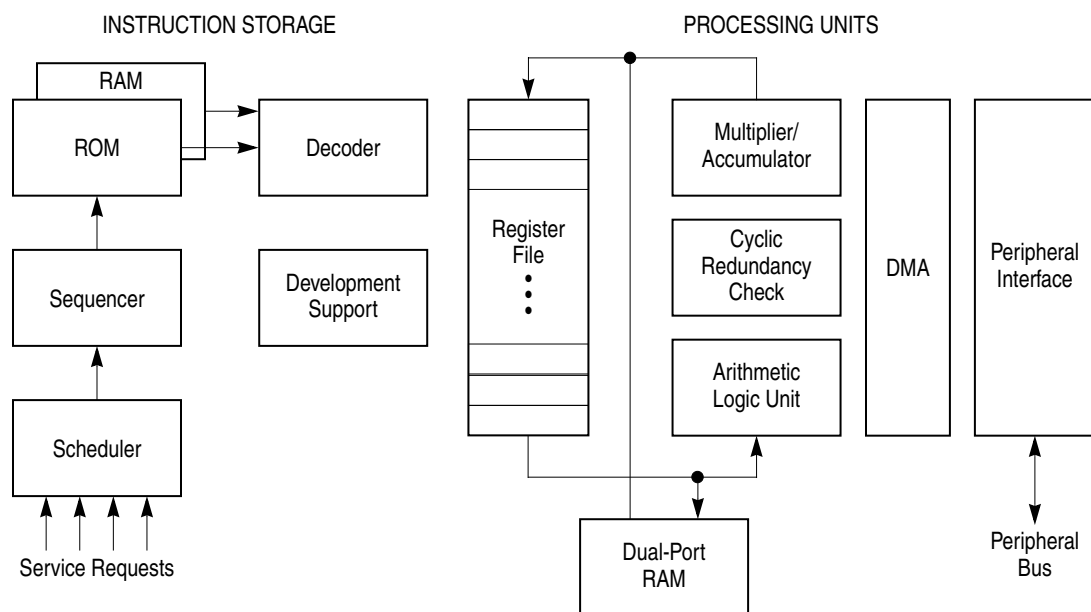 INSTRUCTION STORAGE
PROCESSING UNITS
RAM
ROM
Decoder
Sequencer
Development
Support
Scheduler
Service Requests
Register
File
Multiplier/
Accumulator
Cyclic
Redundancy
Check
Arithmetic
Logic Unit
DMA
Peripheral
Interface
Dual-Port
RAM
Peripheral
Bus